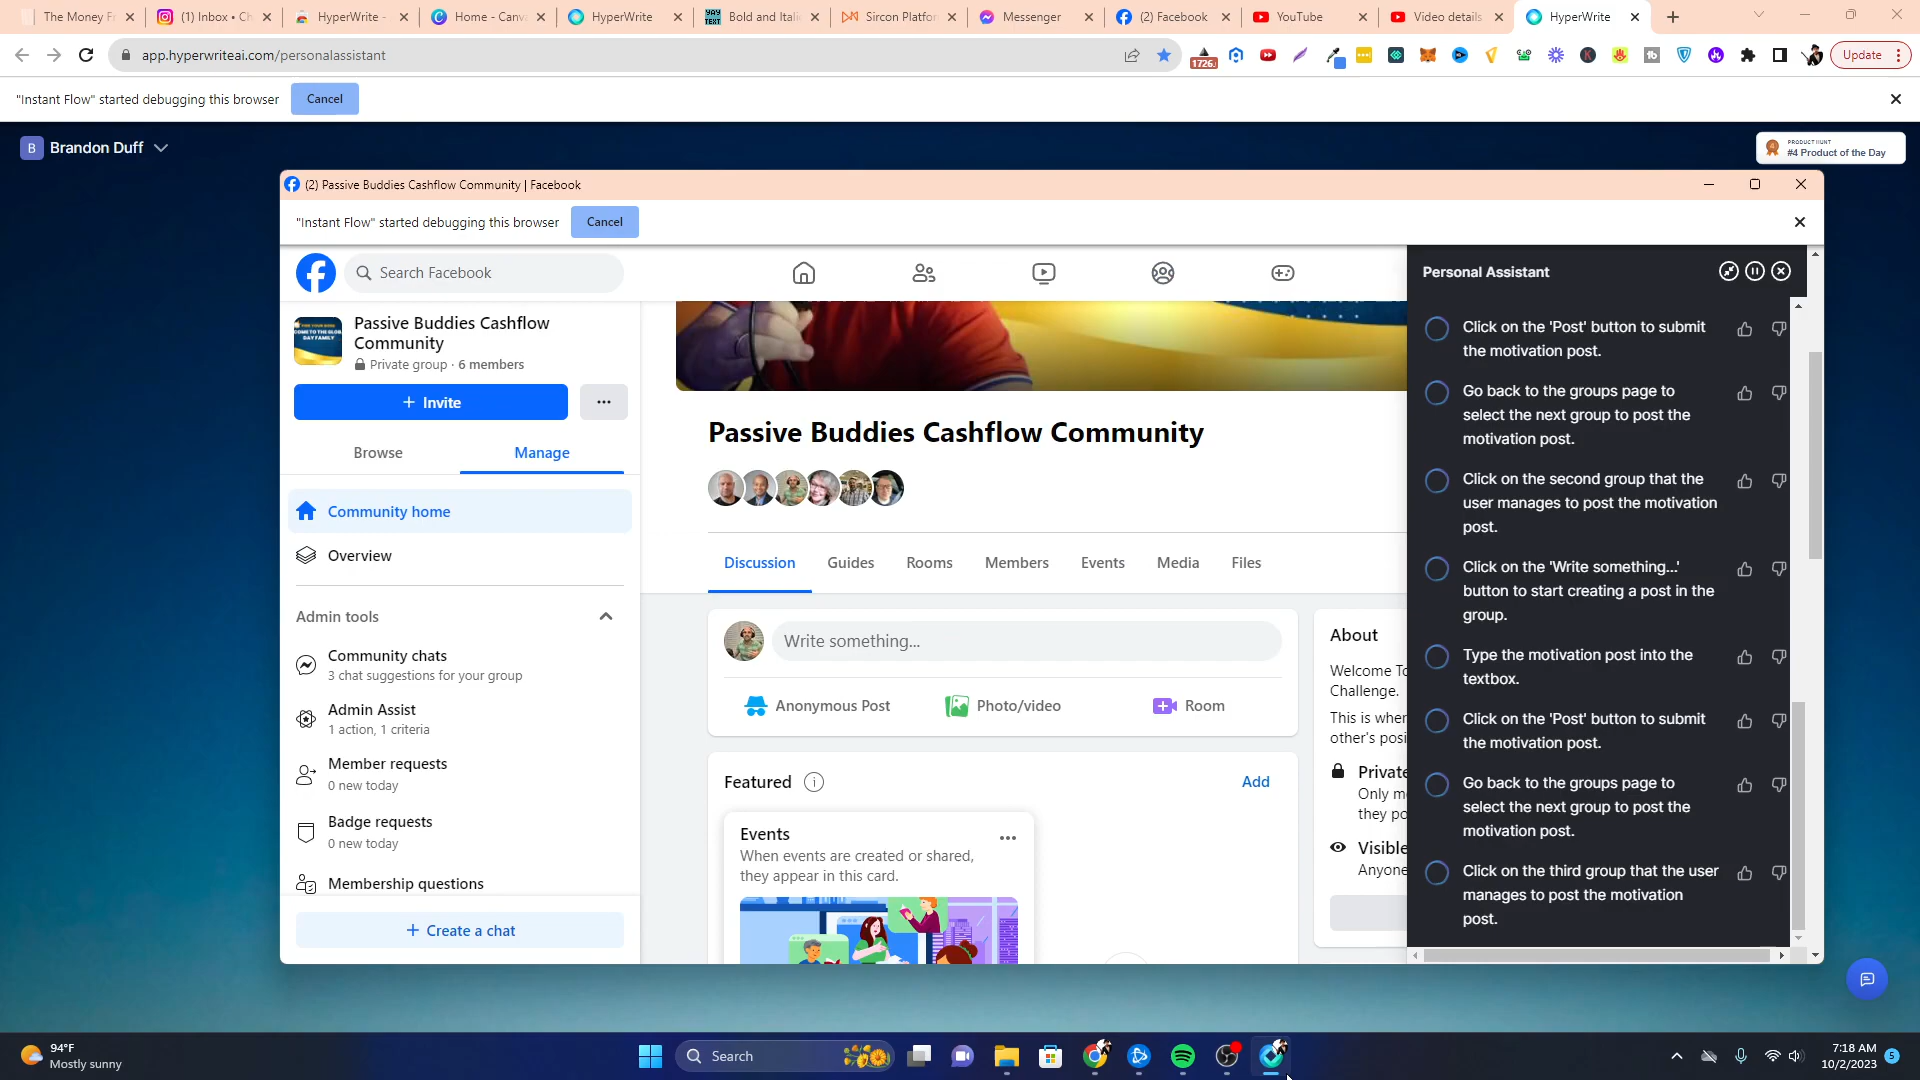 The Money Fr
(1) Inbox • Ch
HyperWrite -
Home - Canv
HyperWrite
YAY TEXT
Bold and Itali
Sircon Platfor
Messenger
(2) Facebook
YouTube
Video details
HyperWrite
app.hyperwriteai.com/personalassistant
1726.
Update
"Instant Flow" started debugging this browser
Cancel
B
Brandon Duff
PRODUCT HUNT
#4 Product of the Day
(2) Passive Buddies Cashflow Community | Facebook
"Instant Flow" started debugging this browser
Cancel
Search Facebook
Passive Buddies Cashflow
Community
Private group · 6 members
+ Invite
Browse
Manage
Community home
Overview
Admin tools
Community chats
3 chat suggestions for your group
Admin Assist
1 action, 1 criteria
Member requests
0 new today
Badge requests
0 new today
Membership questions
+ Create a chat
Passive Buddies Cashflow Community
Discussion
Guides
Rooms
Members
Events
Media
Files
Write something...
Anonymous Post
Photo/video
Room
Featured
Add
Events
When events are created or shared,
they appear in this card.
About
Welcome To
Challenge.
This is wher
other's posi
Private
Only m
they po
Visible
Anyone
Personal Assistant
Click on the 'Post' button to submit
the motivation post.
Go back to the groups page to
select the next group to post the
motivation post.
Click on the second group that the
user manages to post the motivation
post.
Click on the 'Write something...'
button to start creating a post in the
group.
Type the motivation post into the
textbox.
Click on the 'Post' button to submit
the motivation post.
Go back to the groups page to
select the next group to post the
motivation post.
Click on the third group that the user
manages to post the motivation
post.
94°F
Mostly sunny
Search
7:18 AM
10/2/2023
5